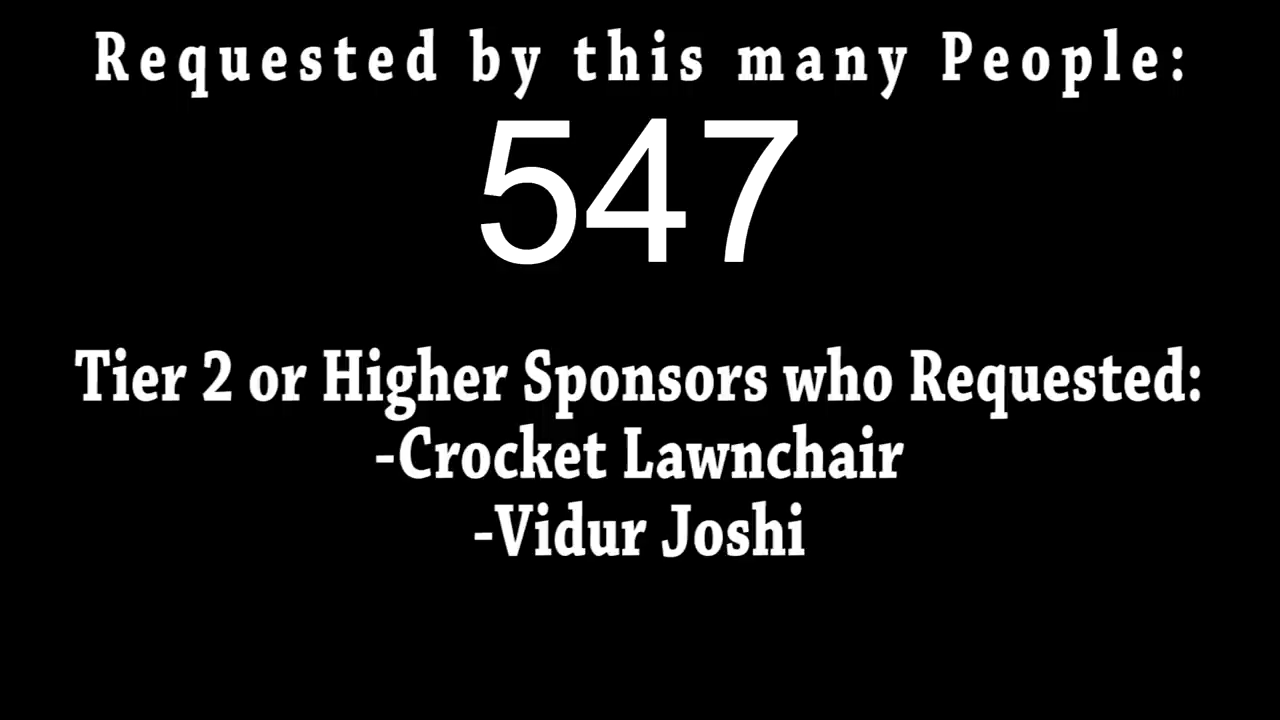 Requested by this many People:
547
Tier 2 or Higher Sponsors who Requested:
-Crocket Lawnchair
-Vidur Joshi